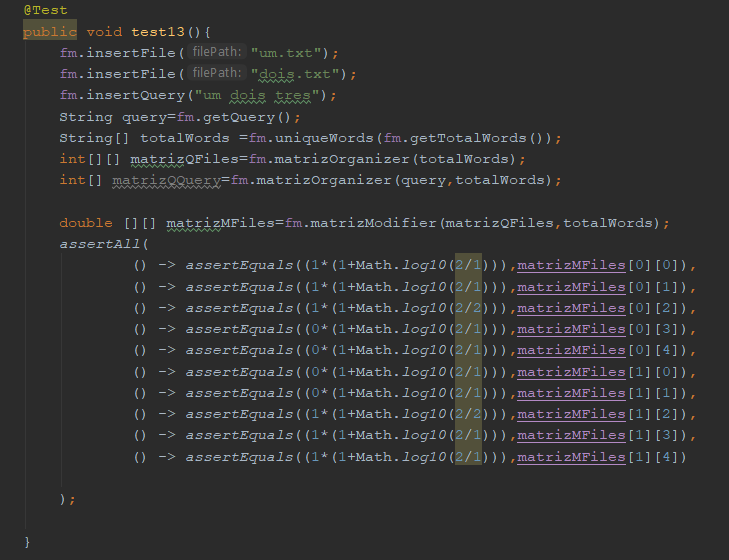 @Test
public void test13(){
fm.insertFile( filePath: "um.txt");
fm.insertFile( filePath: "dois.txt");
fm.insertQuery("um dois tres");
String query=fm.getQuery();
String[] totalWords =fm.uniqueWords(fm.getTotalWords());
int[][] matrizQFiles=fm.matrizOrganizer(totalWords);
int[] matrizQQuery=fm.matrizOrganizer(query,totalWords);
double [][] matrizMFiles=fm.matrizModifier(matrizQFiles,totalWords);
assertAll(
() -> assertEquals((1*(1+Math.log10(2/1))),matrizMFiles[0][0]),
() -> assertEquals((1*(1+Math.log10(2/1))),matrizMFiles[0][1]),
() -> assertEquals((1*(1+Math.log10(2/2))),matrizMFiles[0][2]),
() -> assertEquals((0*(1+Math.log10(2/1))),matrizMFiles[0][3]),
() -> assertEquals((0*(1+Math.log10(2/1))),matrizMFiles[0][4]),
() -> assertEquals((0*(1+Math.log10(2/1))),matrizMFiles[1][0]),
() -> assertEquals((0*(1+Math.log10(2/1))),matrizMFiles[1][1]),
() -> assertEquals((1*(1+Math.log10(2/2))),matrizMFiles[1][2]),
() -> assertEquals((1*(1+Math.log10(2/1))),matrizMFiles[1][3]),
() -> assertEquals((1*(1+Math.log10(2/1))),matrizMFiles[1][4])
);
}